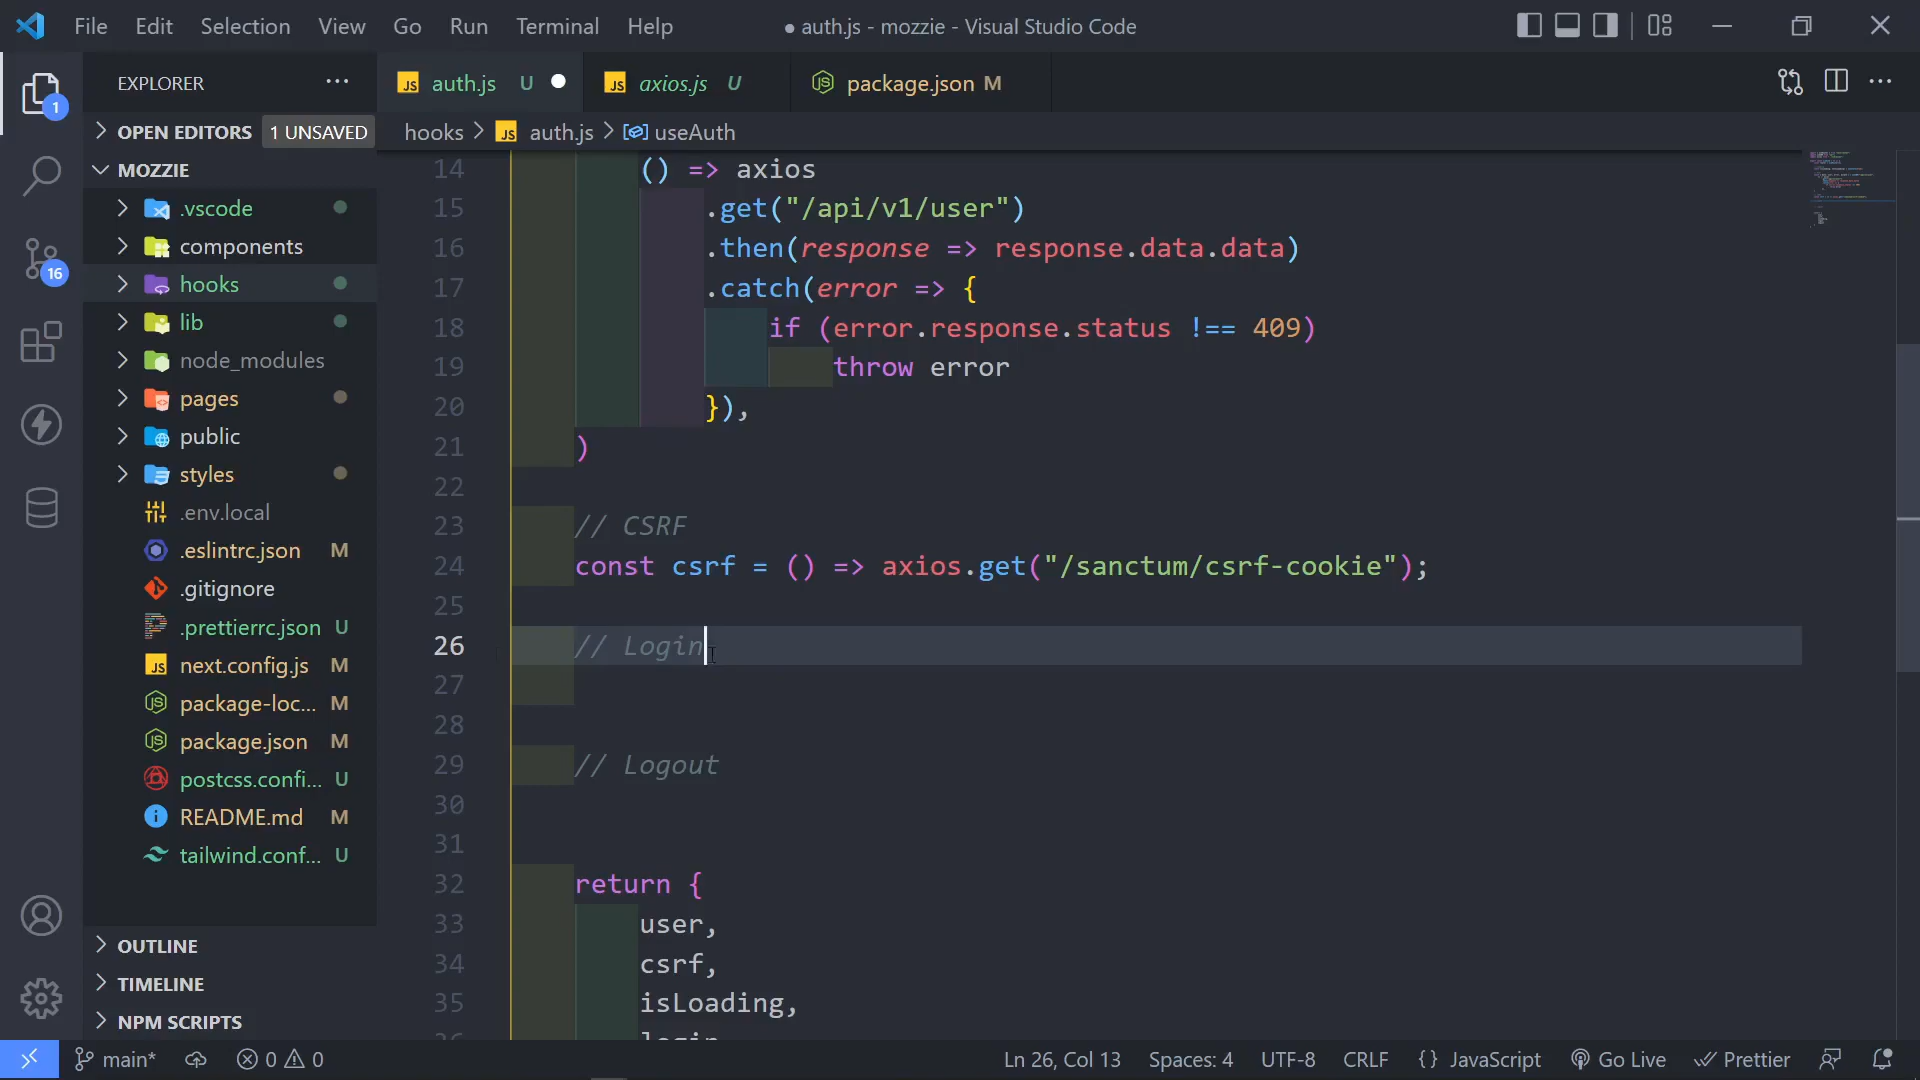 File Edit Selection View Go Run Terminal Help
● auth.js - mozzie - Visual Studio Code
EXPLORER
OPEN EDITORS 1 UNSAVED
MOZZIE
.vscode
components
hooks
lib
node_modules
pages
public
styles
.env.local
.eslintrc.json M
.gitignore
.prettierrc.json U
next.config.js M
package-loc... M
package.json M
postcss.confi... U
README.md M
tailwind.conf... U
OUTLINE
TIMELINE
NPM SCRIPTS
1
16
JS auth.js U
JS axios.js U
package.json M
hooks > JS auth.js > useAuth
14 () => axios
15 .get("/api/v1/user")
16 .then(response => response.data.data)
17 .catch(error => {
18 if (error.response.status !== 409)
19 throw error
20 }),
21 )
22
23 // CSRF
24 const csrf = () => axios.get("/sanctum/csrf-cookie");
25
26 // Login
27
28
29 // Logout
30
31
32 return {
33 user,
34 csrf,
35 isLoading,
36 login
main* 0 0
Ln 26, Col 13 Spaces: 4 UTF-8 CRLF {} JavaScript Go Live Prettier